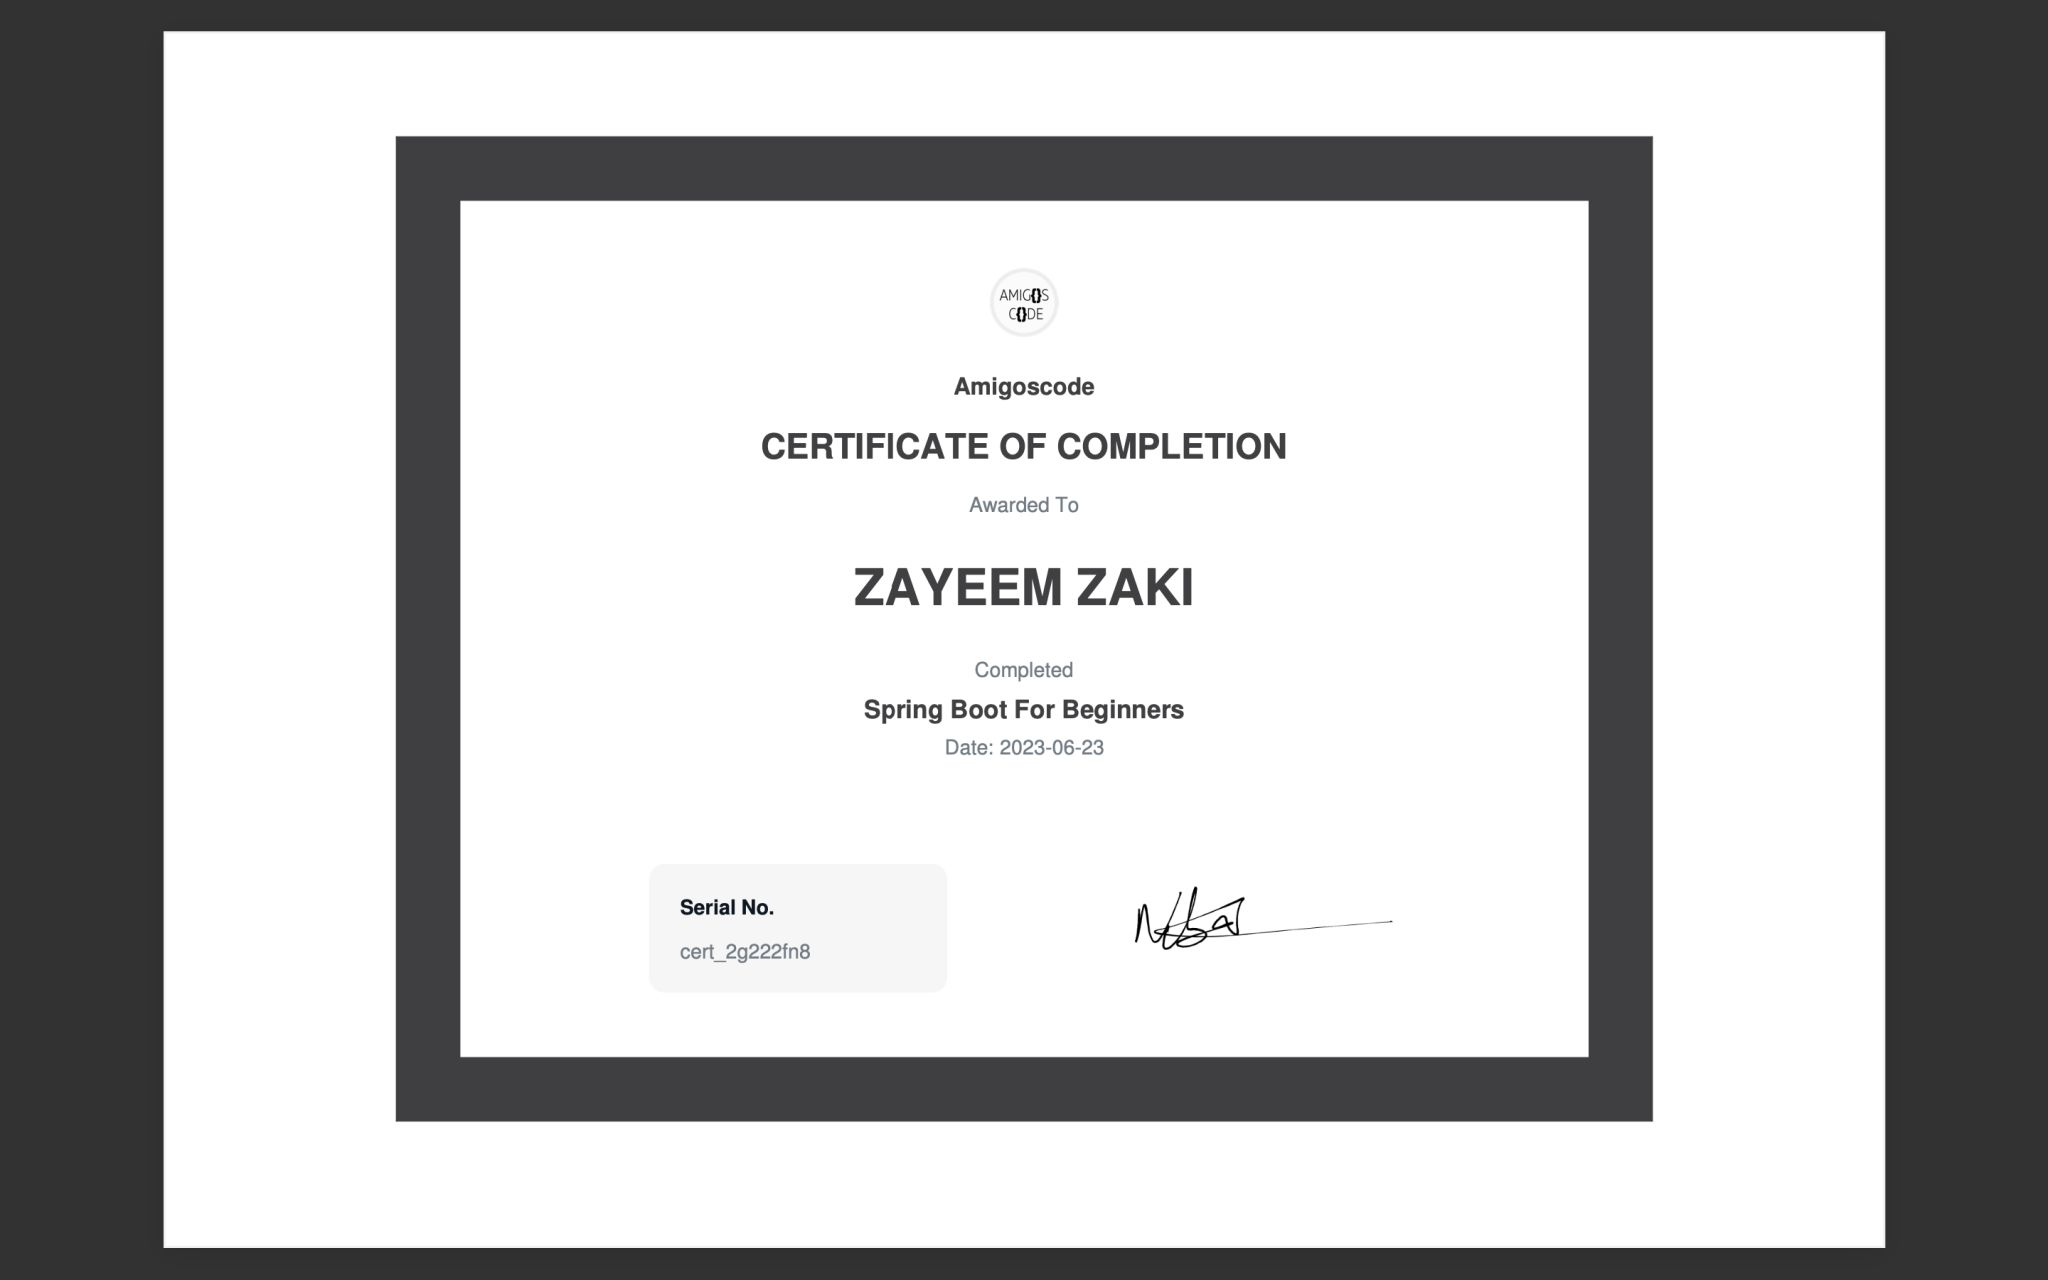 AMIG{}S
C{}DE
Amigoscode
CERTIFICATE OF COMPLETION
Awarded To
ZAYEEM ZAKI
Completed
Spring Boot For Beginners
Date: 2023-06-23
Serial No.
cert_2g222fn8